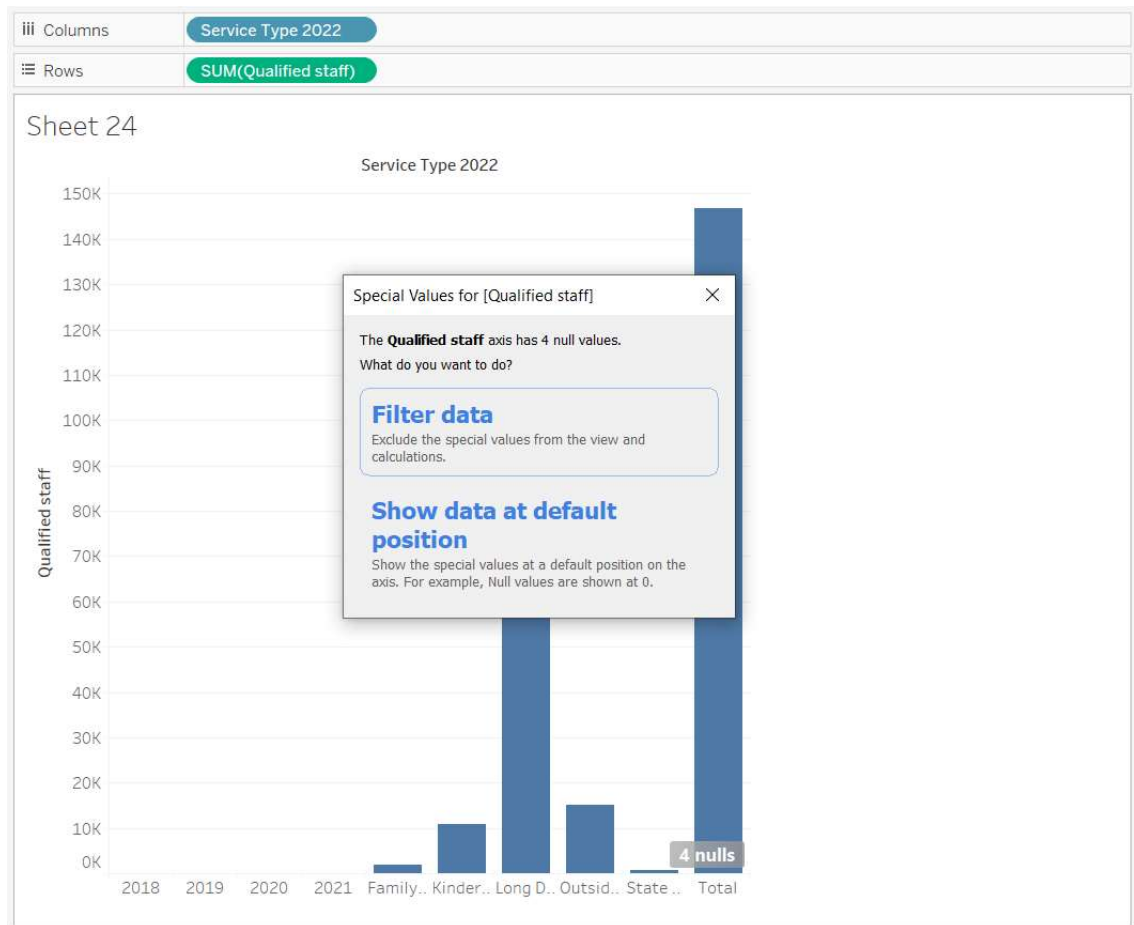 Columns
Service Type 2022
Rows
SUM(Qualified staff)
Sheet 24
Service Type 2022
150K
140K
130K
120K
110K
100K
90K
80K
70K
60K
50K
40K
30K
20K
10K
0K
Qualified staff
Special Values for [Qualified staff]
The Qualified staff axis has 4 null values.
What do you want to do?
Filter data
Exclude the special values from the view and
calculations.
Show data at default
position
Show the special values at a default position on the
axis. For example, Null values are shown at 0.
4 nulls
2018 2019 2020 2021 Family.. Kinder.. Long D.. Outsid.. State .. Total